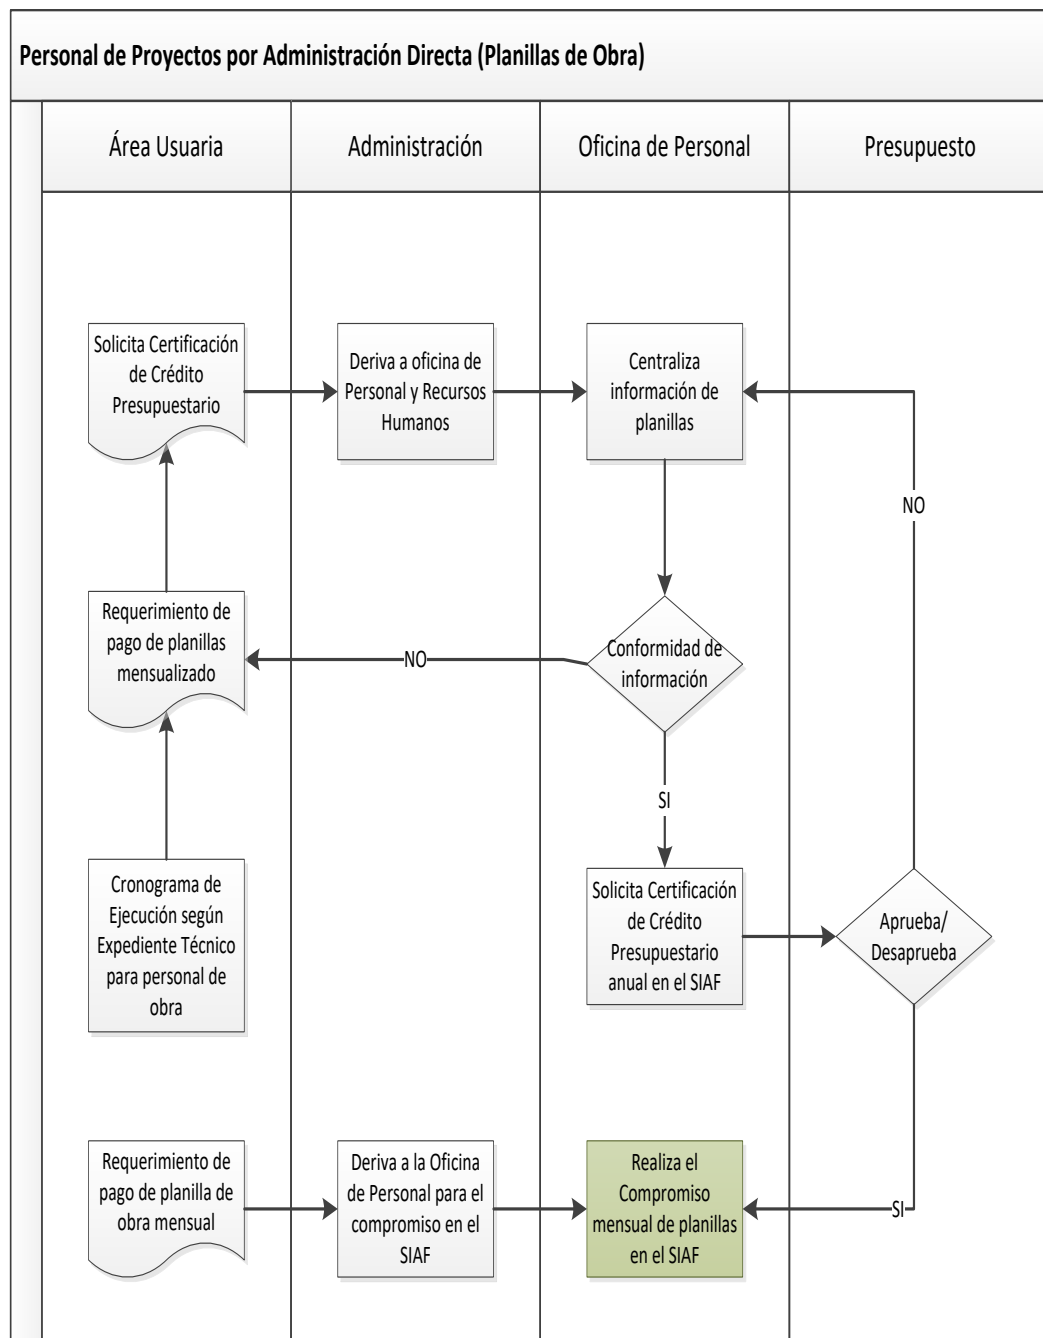 Personal de Proyectos por Administración Directa (Planillas de Obra)
Área Usuaria
Administración
Oficina de Personal
Presupuesto
Solicita Certificación
de Crédito
Presupuestario
Deriva a oficina de
Personal y Recursos
Humanos
Centraliza
información de
planillas
NO
Requerimiento de
pago de planillas
mensualizado
NO
Conformidad de
información
SI
Cronograma de
Ejecución según
Expediente Técnico
para personal de
obra
Solicita Certificación
de Crédito
Presupuestario
anual en el SIAF
Aprueba/
Desaprueba
Requerimiento de
pago de planilla de
obra mensual
Deriva a la Oficina
de Personal para el
compromiso en el
SIAF
Realiza el
Compromiso
mensual de planillas
en el SIAF
SI